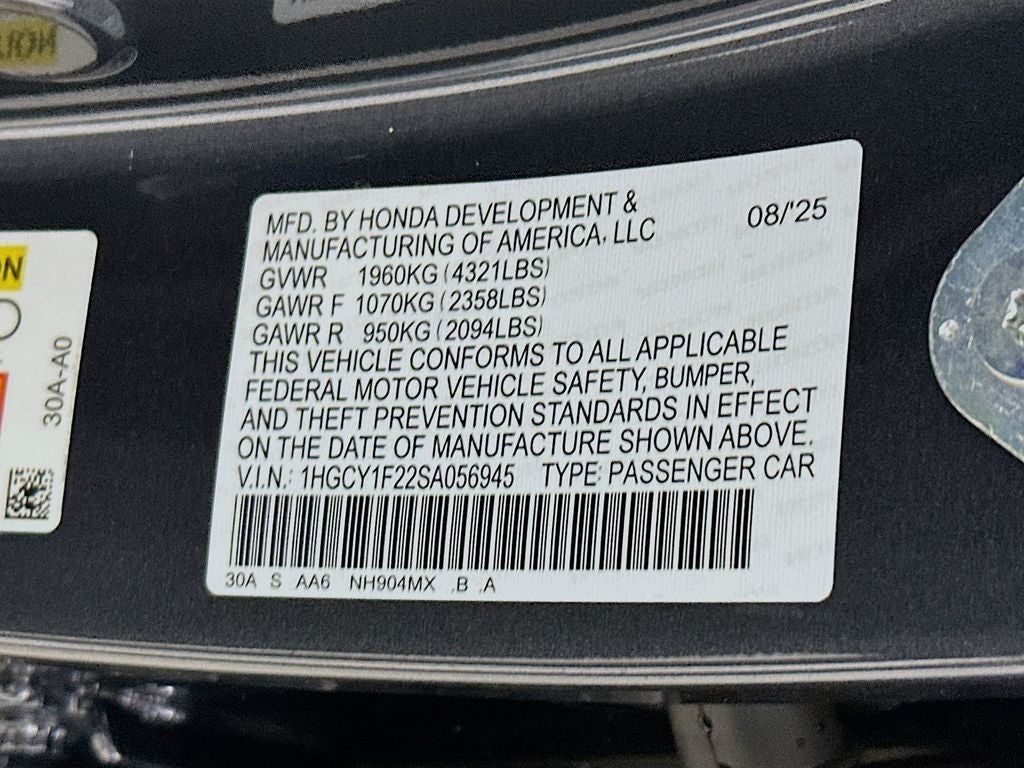 MFD. BY HONDA DEVELOPMENT &
MANUFACTURING OF AMERICA, LLC
08/'25
GVWR 1960KG (4321LBS)
GAWR F 1070KG (2358LBS)
GAWR R 950KG (2094LBS)
THIS VEHICLE CONFORMS TO ALL APPLICABLE
FEDERAL MOTOR VEHICLE SAFETY, BUMPER,
AND THEFT PREVENTION STANDARDS IN EFFECT
ON THE DATE OF MANUFACTURE SHOWN ABOVE.
V.I.N.: 1HGCY1F22SA056945 TYPE: PASSENGER CAR
30A S AA6 NH904MX .B .A
30A-A0